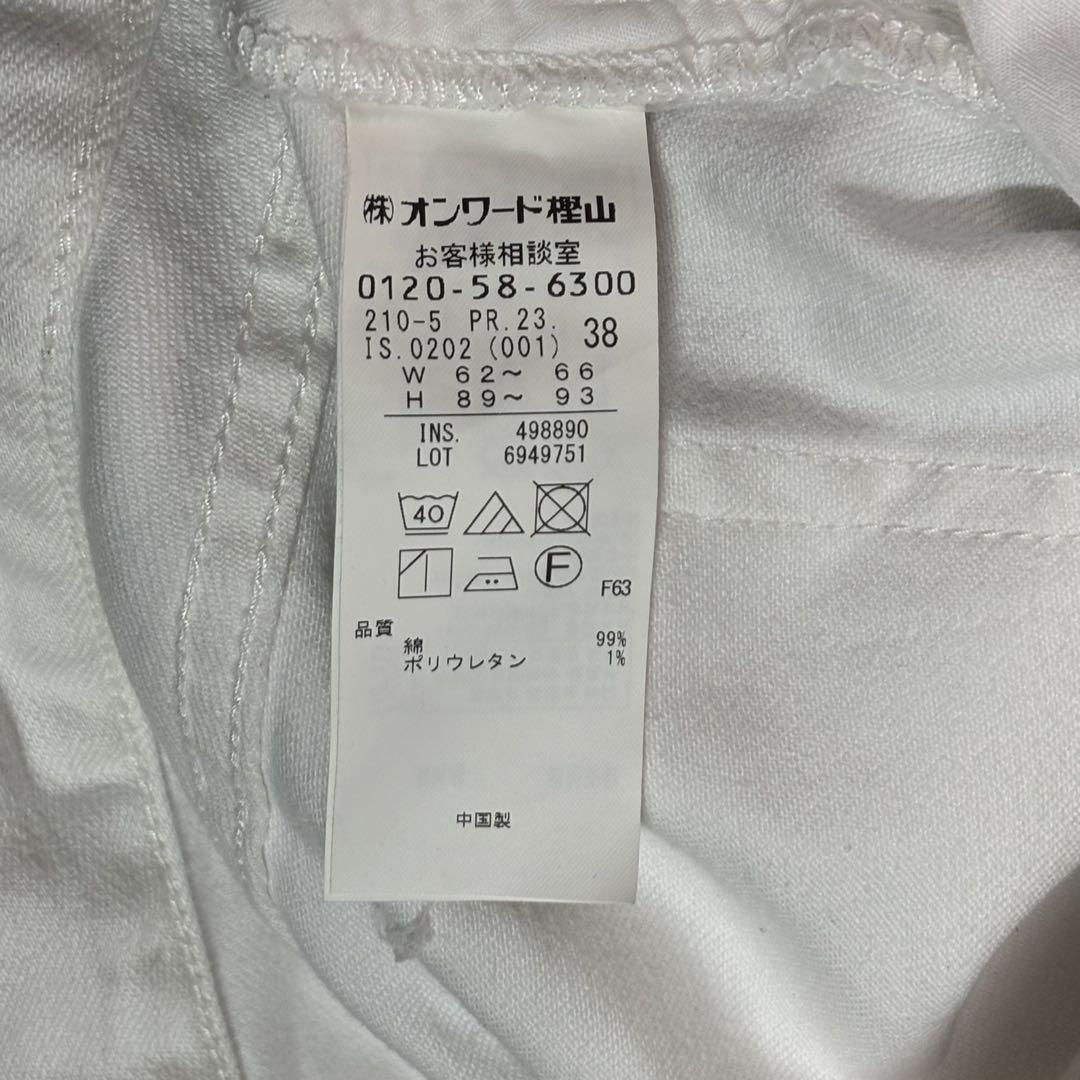 ㈱オンワード樫山
お客様相談室
0120-58-6300
210-5 PR.23. 38
IS.0202 (001)
W 62〜 66
H 89〜 93
INS. 498890
LOT 6949751
40
F
F63
品質
綿 99%
ポリウレタン 1%
中国製